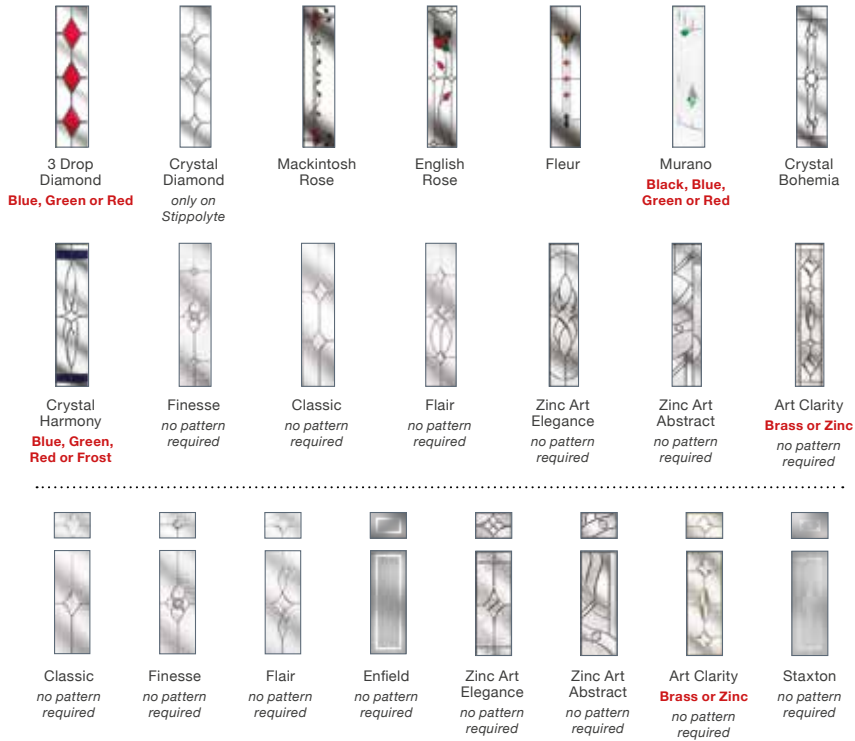 3 Drop
Diamond
Blue, Green or Red
Crystal
Diamond
only on
Stippolyte
Mackintosh
Rose
English
Rose
Fleur
Murano
Black, Blue,
Green or Red
Crystal
Bohemia
Crystal
Harmony
Blue, Green,
Red or Frost
Finesse
no pattern
required
Classic
no pattern
required
Flair
no pattern
required
Zinc Art
Elegance
no pattern
required
Zinc Art
Abstract
no pattern
required
Art Clarity
Brass or Zinc
no pattern
required
Classic
no pattern
required
Finesse
no pattern
required
Flair
no pattern
required
Enfield
no pattern
required
Zinc Art
Elegance
no pattern
required
Zinc Art
Abstract
no pattern
required
Art Clarity
Brass or Zinc
no pattern
required
Staxton
no pattern
required